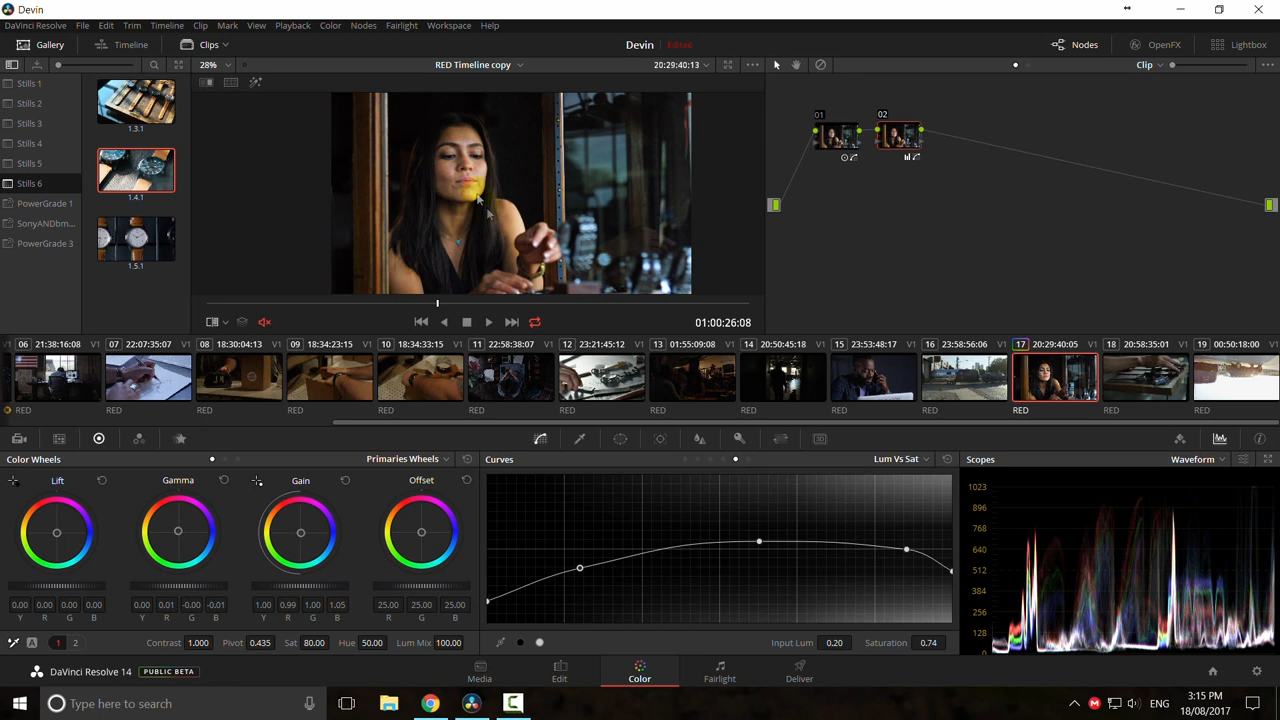 Devin
DaVinci Resolve File Edit Trim Timeline Clip Mark View Playback Color Nodes Fairlight Workspace Help
Gallery Timeline Clips Devin Edited Nodes OpenFX Lightbox
28% RED Timeline copy 20:29:40:13 Clip
Stills 1
Stills 2
Stills 3
Stills 4
Stills 5
Stills 6
PowerGrade 1
SonyANDbm...
PowerGrade 3
1.3.1
1.4.1
1.5.1
01 02
01:00:26:08
V1 06 21:38:16:08 V1 07 22:07:35:07 V1 08 18:30:04:13 V1 09 18:34:23:15 V1 10 18:34:33:15 V1 11 22:58:38:07 V1 12 23:21:45:12 V1 13 01:55:09:08 V1 14 20:50:45:18 V1 15 23:53:48:17 V1 16 23:58:56:06 V1 17 20:29:40:05 V1 18 20:58:35:01 V1 19 00:50:18:00 V1
RED RED RED RED RED RED RED RED RED RED RED RED RED RED
Color Wheels Primaries Wheels Curves Lum Vs Sat Scopes Waveform
Lift Gamma Gain Offset
1023
896
768
640
512
384
256
128
0
0.00 0.00 0.00 0.00 0.00 0.01 -0.00 -0.01 1.00 0.99 1.00 1.05 25.00 25.00 25.00
Y R G B Y R G B Y R G B R G B
A 1 2 Contrast 1.000 Pivot 0.435 Sat 80.00 Hue 50.00 Lum Mix 100.00 Input Lum 0.20 Saturation 0.74
DaVinci Resolve 14 PUBLIC BETA Media Edit Color Fairlight Deliver
Type here to search ENG 3:15 PM
18/08/2017